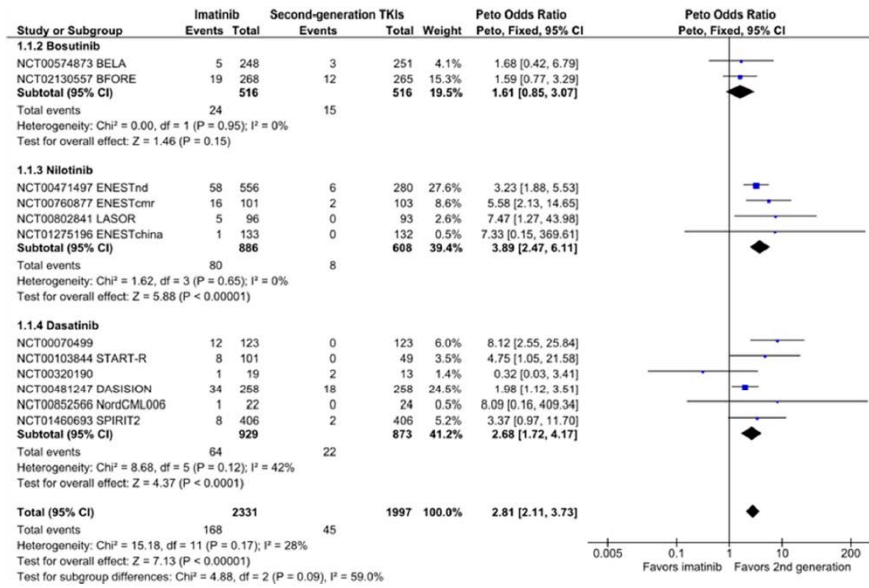 Imatinib Second-generation TKIs Peto Odds Ratio Peto Odds Ratio
Study or Subgroup Events Total Events Total Weight Peto, Fixed, 95% CI Peto, Fixed, 95% CI
1.1.2 Bosutinib
NCT00574873 BELA 5 248 3 251 4.1% 1.68 [0.42, 6.79]
NCT02130557 BFORE 19 268 12 265 15.3% 1.59 [0.77, 3.29]
Subtotal (95% CI) 516 516 19.5% 1.61 [0.85, 3.07]
Total events 24 15
Heterogeneity: Chi² = 0.00, df = 1 (P = 0.95); I² = 0%
Test for overall effect: Z = 1.46 (P = 0.15)
1.1.3 Nilotinib
NCT00471497 ENESTnd 58 556 6 280 27.6% 3.23 [1.88, 5.53]
NCT00760877 ENESTcmr 16 101 2 103 8.6% 5.58 [2.13, 14.65]
NCT00802841 LASOR 5 96 0 93 2.6% 7.47 [1.27, 43.98]
NCT01275196 ENESTchina 1 133 0 132 0.5% 7.33 [0.15, 369.61]
Subtotal (95% CI) 886 608 39.4% 3.89 [2.47, 6.11]
Total events 80 8
Heterogeneity: Chi² = 1.62, df = 3 (P = 0.65); I² = 0%
Test for overall effect: Z = 5.88 (P < 0.00001)
1.1.4 Dasatinib
NCT00070499 12 123 0 123 6.0% 8.12 [2.55, 25.84]
NCT00103844 START-R 8 101 0 49 3.5% 4.75 [1.05, 21.58]
NCT00320190 1 19 2 13 1.4% 0.32 [0.03, 3.41]
NCT00481247 DASISION 34 258 18 258 24.6% 1.98 [1.12, 3.51]
NCT00852566 NordCML006 1 22 0 24 0.5% 8.09 [0.16, 409.34]
NCT01460693 SPIRIT2 8 406 2 406 5.2% 3.37 [0.97, 11.70]
Subtotal (95% CI) 929 873 41.2% 2.68 [1.72, 4.17]
Total events 64 22
Heterogeneity: Chi² = 8.68, df = 5 (P = 0.12); I² = 42%
Test for overall effect: Z = 4.37 (P < 0.0001)
Total (95% CI) 2331 1997 100.0% 2.81 [2.11, 3.73]
Total events 168 45
Heterogeneity: Chi² = 15.18, df = 11 (P = 0.17); I² = 28%
Test for overall effect: Z = 7.13 (P < 0.00001)
Test for subgroup differences: Chi² = 4.88, df = 2 (P = 0.09), I² = 59.0%
0.005 0.1 1 10 200
Favors imatinib Favors 2nd generation